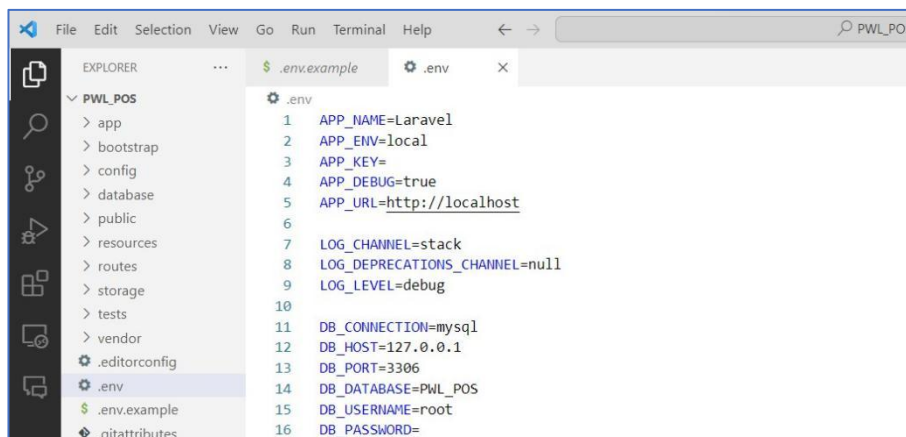 File Edit Selection View Go Run Terminal Help ← → PWL_PO
EXPLORER ... $ .env.example .env ×
PWL_POS .env
> app 1 APP_NAME=Laravel
> bootstrap 2 APP_ENV=local
> config 3 APP_KEY=
> database 4 APP_DEBUG=true
> public 5 APP_URL=http://localhost
> resources 6
> routes 7 LOG_CHANNEL=stack
> storage 8 LOG_DEPRECATIONS_CHANNEL=null
> tests 9 LOG_LEVEL=debug
> vendor 10
.editorconfig 11 DB_CONNECTION=mysql
.env 12 DB_HOST=127.0.0.1
.env.example 13 DB_PORT=3306
.gitattributes 14 DB_DATABASE=PWL_POS
15 DB_USERNAME=root
16 DB_PASSWORD=